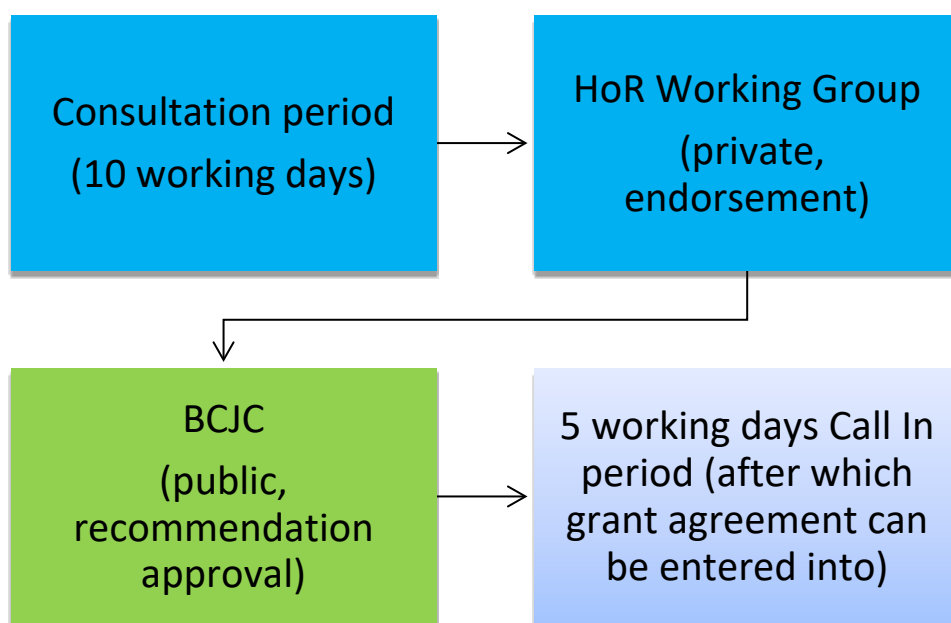 Consultation period
(10 working days)
HoR Working Group
(private,
endorsement)
BCJC
(public,
recommendation
approval)
5 working days Call In
period (after which
grant agreement can
be entered into)